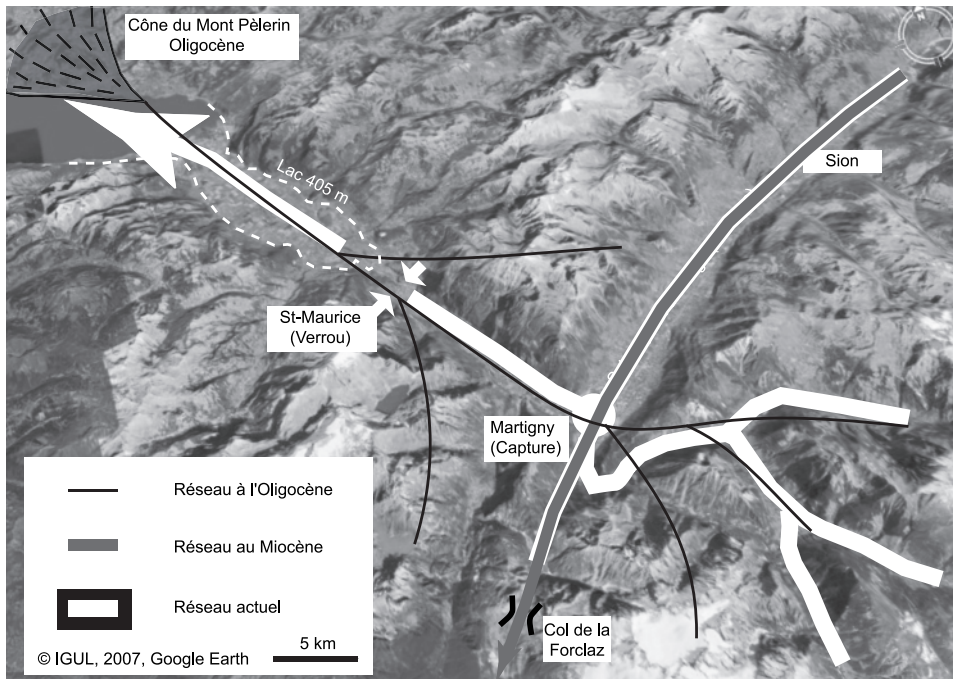 Cône du Mont Pèlerin
Oligocène
N
Sion
Lac 405 m
St-Maurice
(Verrou)
Martigny
(Capture)
Réseau à l'Oligocène
Réseau au Miocène
Réseau actuel
5 km
© IGUL, 2007, Google Earth
Col de la
Forclaz